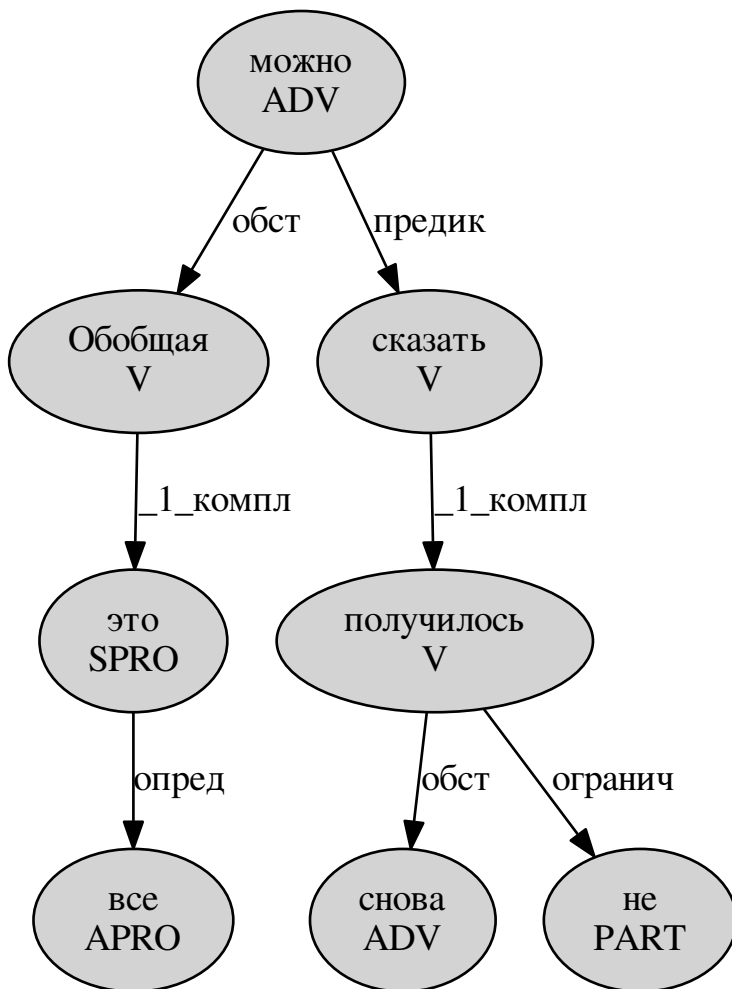 можно
ADV
обст
предик
Обобщая
V
сказать
V
_1_компл
_1_компл
это
SPRO
получилось
V
опред
обст
огранич
все
APRO
снова
ADV
не
PART